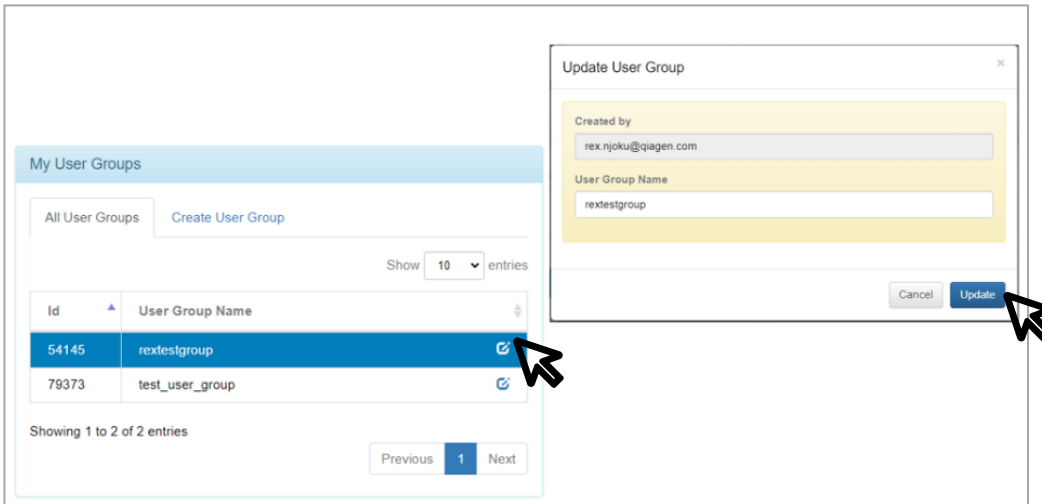 My User Groups
All User Groups Create User Group
Show 10 entries
Id User Group Name
54145 rextestgroup
79373 test_user_group
Showing 1 to 2 of 2 entries
Previous 1 Next
Update User Group ×
Created by
rex.njoku@qiagen.com
User Group Name
rextestgroup
Cancel Update